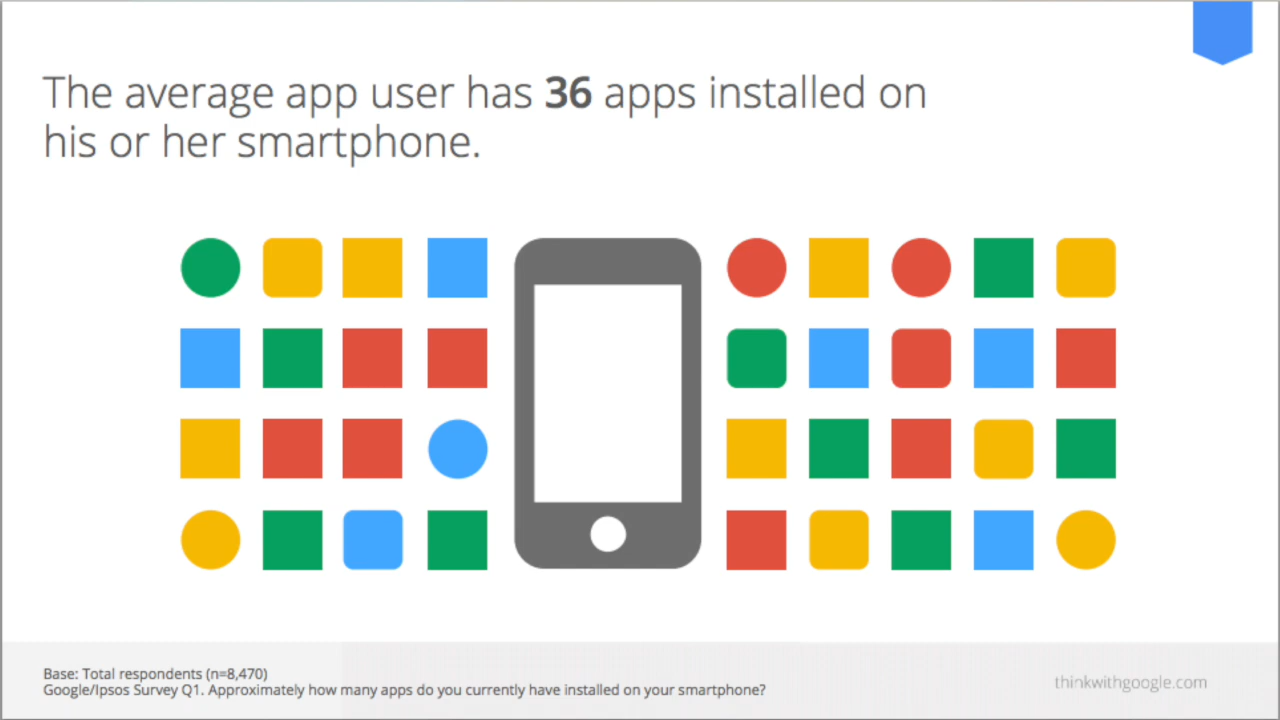 The average app user has 36 apps installed on
his or her smartphone.
Base: Total respondents (n=8,470)
Google/Ipsos Survey Q1. Approximately how many apps do you currently have installed on your smartphone?
thinkwithgoogle.com